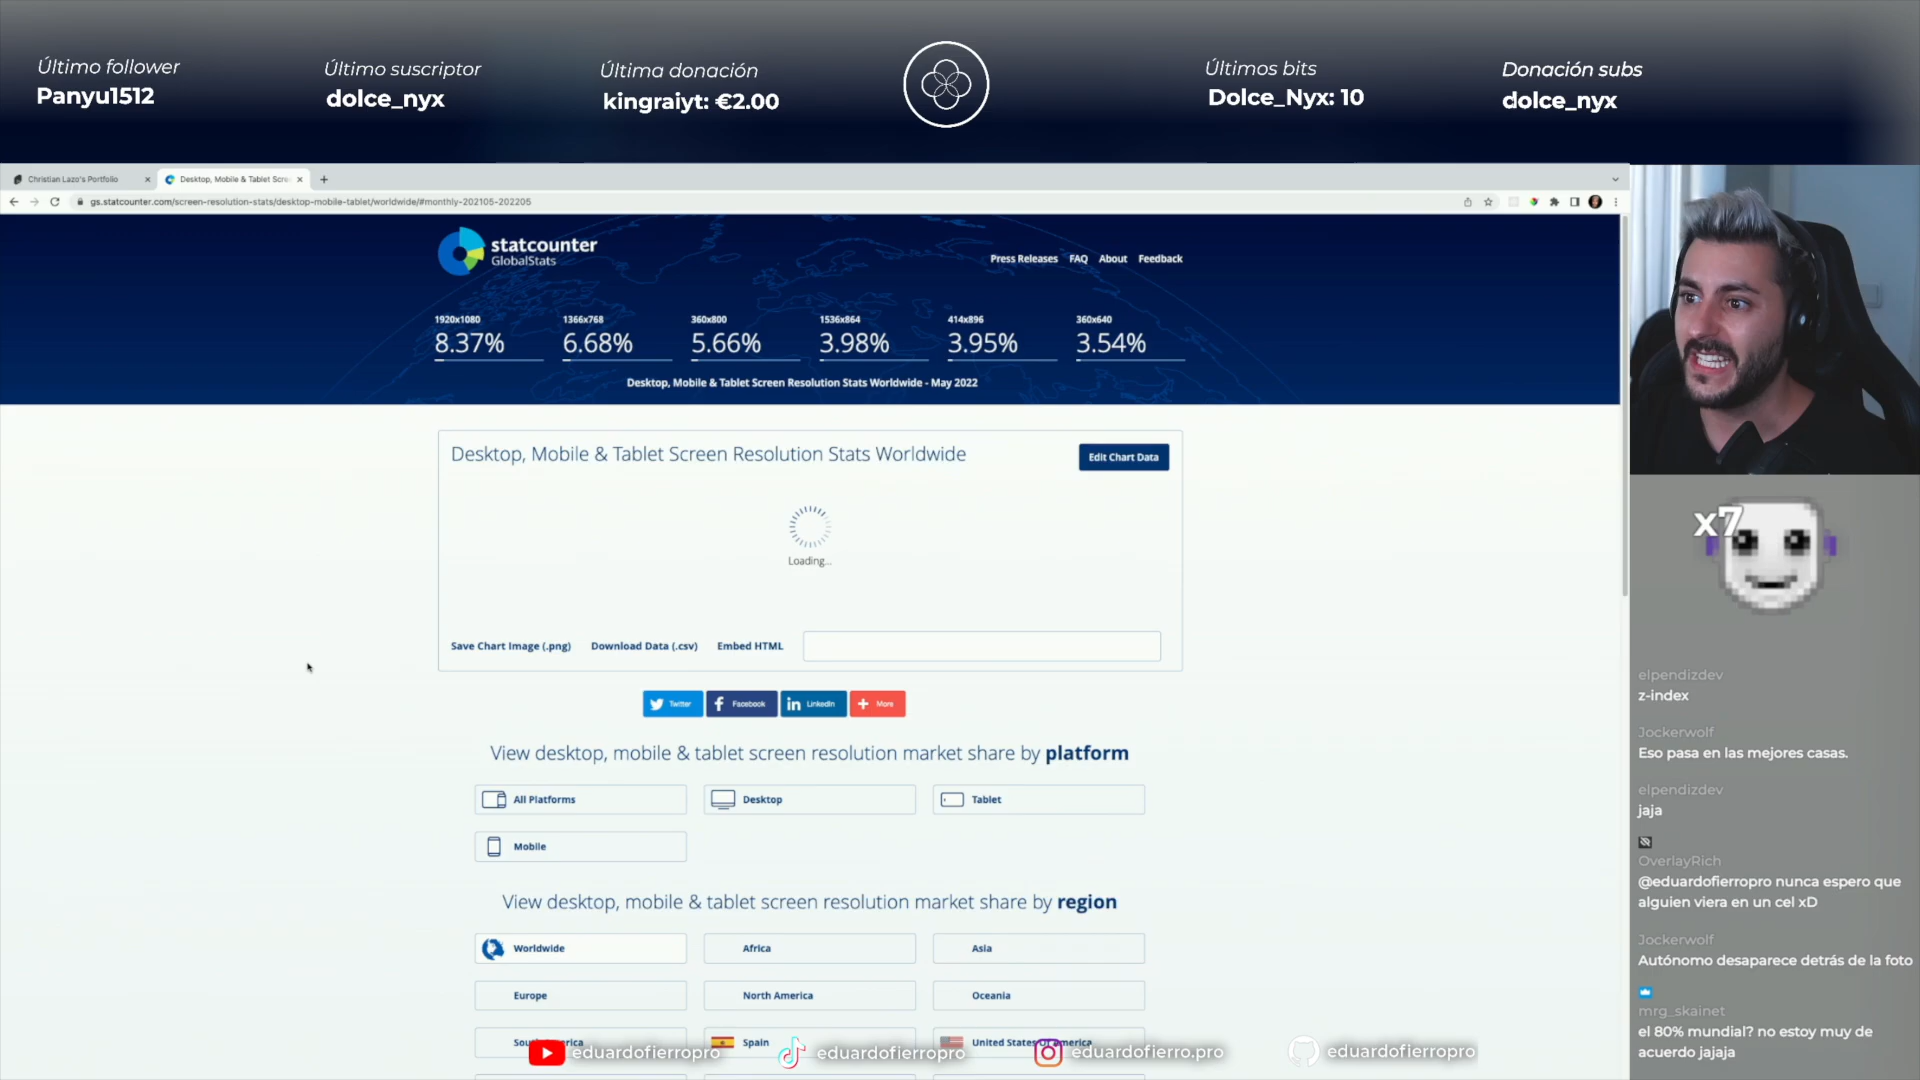 Último follower
Panyu1512
Último suscriptor
dolce_nyx
Última donación
kingraiyt: €2.00
Últimos bits
Dolce_Nyx: 10
Donación subs
dolce_nyx
Christian Lazo's Portfolio
Desktop, Mobile & Tablet Scre
gs.statcounter.com/screen-resolution-stats/desktop-mobile-tablet/worldwide/#monthly-202105-202205
statcounter
GlobalStats
Press Releases FAQ About Feedback
1920x1080 1366x768 360x800 1536x864 414x896 360x640
8.37% 6.68% 5.66% 3.98% 3.95% 3.54%
Desktop, Mobile & Tablet Screen Resolution Stats Worldwide - May 2022
Desktop, Mobile & Tablet Screen Resolution Stats Worldwide
Edit Chart Data
Loading...
Save Chart Image (.png) Download Data (.csv) Embed HTML
Twitter Facebook LinkedIn More
View desktop, mobile & tablet screen resolution market share by platform
All Platforms Desktop Tablet
Mobile
View desktop, mobile & tablet screen resolution market share by region
Worldwide Africa Asia
Europe North America Oceania
Spain
eduardofierropro eduardofierropro eduardofierro.pro eduardofierropro
x7
elpendizdev
z-index
Jockerwolf
Eso pasa en las mejores casas.
elpendizdev
jaja
OverlayRich
@eduardofierropro nunca espero que
alguien viera en un cel xD
Jockerwolf
Autónomo desaparece detrás de la foto
mrg_skainet
el 80% mundial? no estoy muy de
acuerdo jajaja